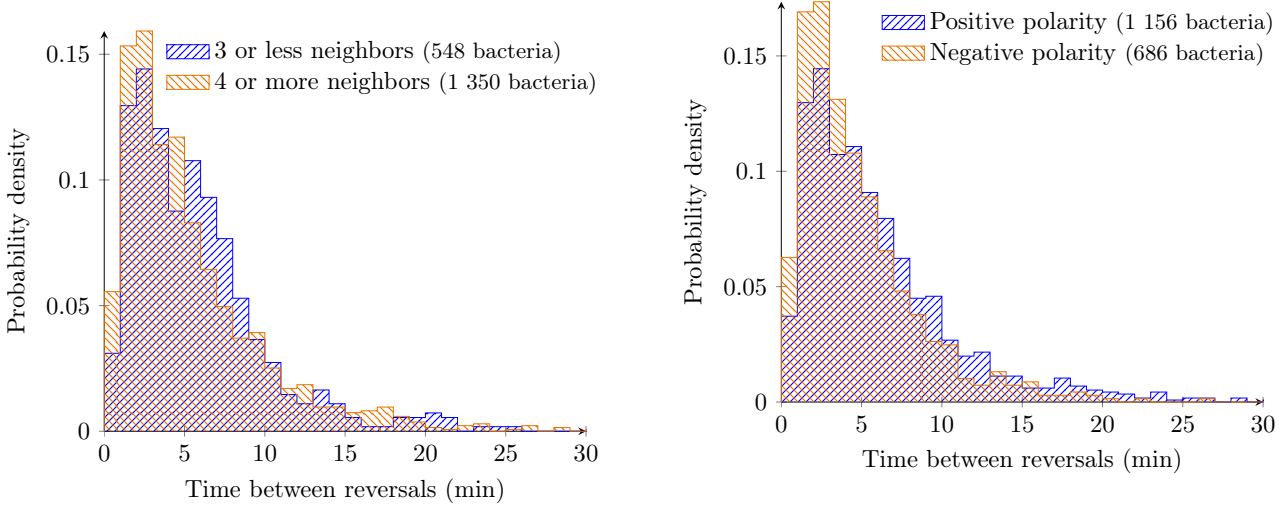 3 or less neighbors (548 bacteria)
4 or more neighbors (1 350 bacteria)
0.15
0.1
0.05
0
0
5
10
15
20
25
30
Probability density
Time between reversals (min)
Positive polarity (1 156 bacteria)
Negative polarity (686 bacteria)
0.15
0.1
0.05
0
0
5
10
15
20
25
30
Probability density
Time between reversals (min)